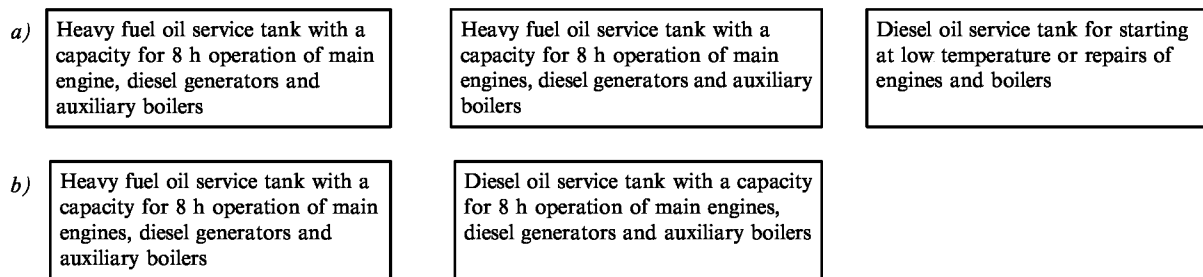 a)
Heavy fuel oil service tank with a
capacity for 8 h operation of main
engine, diesel generators and
auxiliary boilers
Heavy fuel oil service tank with a
capacity for 8 h operation of main
engines, diesel generators and auxiliary
boilers
Diesel oil service tank for starting
at low temperature or repairs of
engines and boilers
b)
Heavy fuel oil service tank with a
capacity for 8 h operation of main
engines, diesel generators and
auxiliary boilers
Diesel oil service tank with a capacity
for 8 h operation of main engines,
diesel generators and auxiliary boilers